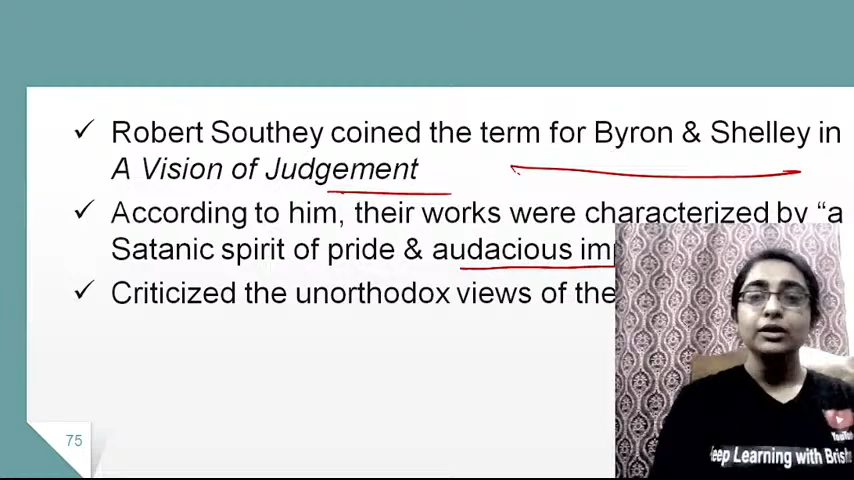 Robert Southey coined the term for Byron & Shelley in
A Vision of Judgement
According to him, their works were characterized by “a
Satanic spirit of pride & audacious
Criticized the unorthodox views of the
75
YouTube
Learning with